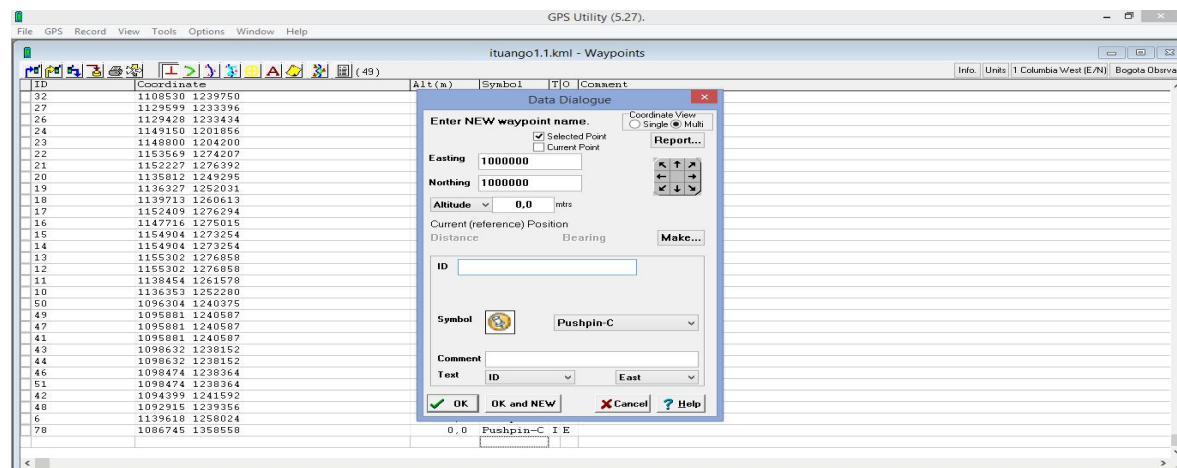 GPS Utility (5.27).
File GPS Record View Tools Options Window Help
ituango1.1.kml - Waypoints
(49)
Info. Units 1 Columbia West (E/N) Bogota Obsrva
ID Coordinate Alt(m) Symbol T O Comment
32 1108530 1239750
27 1129599 1233396
26 1129428 1233434
24 1149150 1201856
23 1148800 1204200
22 1153569 1274207
21 1152227 1276392
20 1135812 1249295
19 1136327 1252031
18 1139713 1260613
17 1152409 1276294
16 1147716 1275015
15 1154904 1273254
14 1154904 1273254
13 1155302 1276858
12 1155302 1276858
11 1138454 1261578
10 1136353 1252280
50 1096304 1240375
49 1095881 1240587
47 1095881 1240587
41 1095881 1240587
43 1098632 1238152
44 1098632 1238152
46 1098474 1238364
51 1098474 1238364
42 1094399 1241592
48 1092915 1239356
6 1139618 1258024
78 1086745 1358558 0,0 Pushpin-C I E
Data Dialogue
Enter NEW waypoint name.
Coordinate View
Single Multi
Selected Point
Current Point
Report...
Easting 1000000
Northing 1000000
Altitude 0,0 mtrs
Current (reference) Position
Distance Bearing Make...
ID
Symbol Pushpin-C
Comment
Text ID East
OK OK and NEW Cancel Help